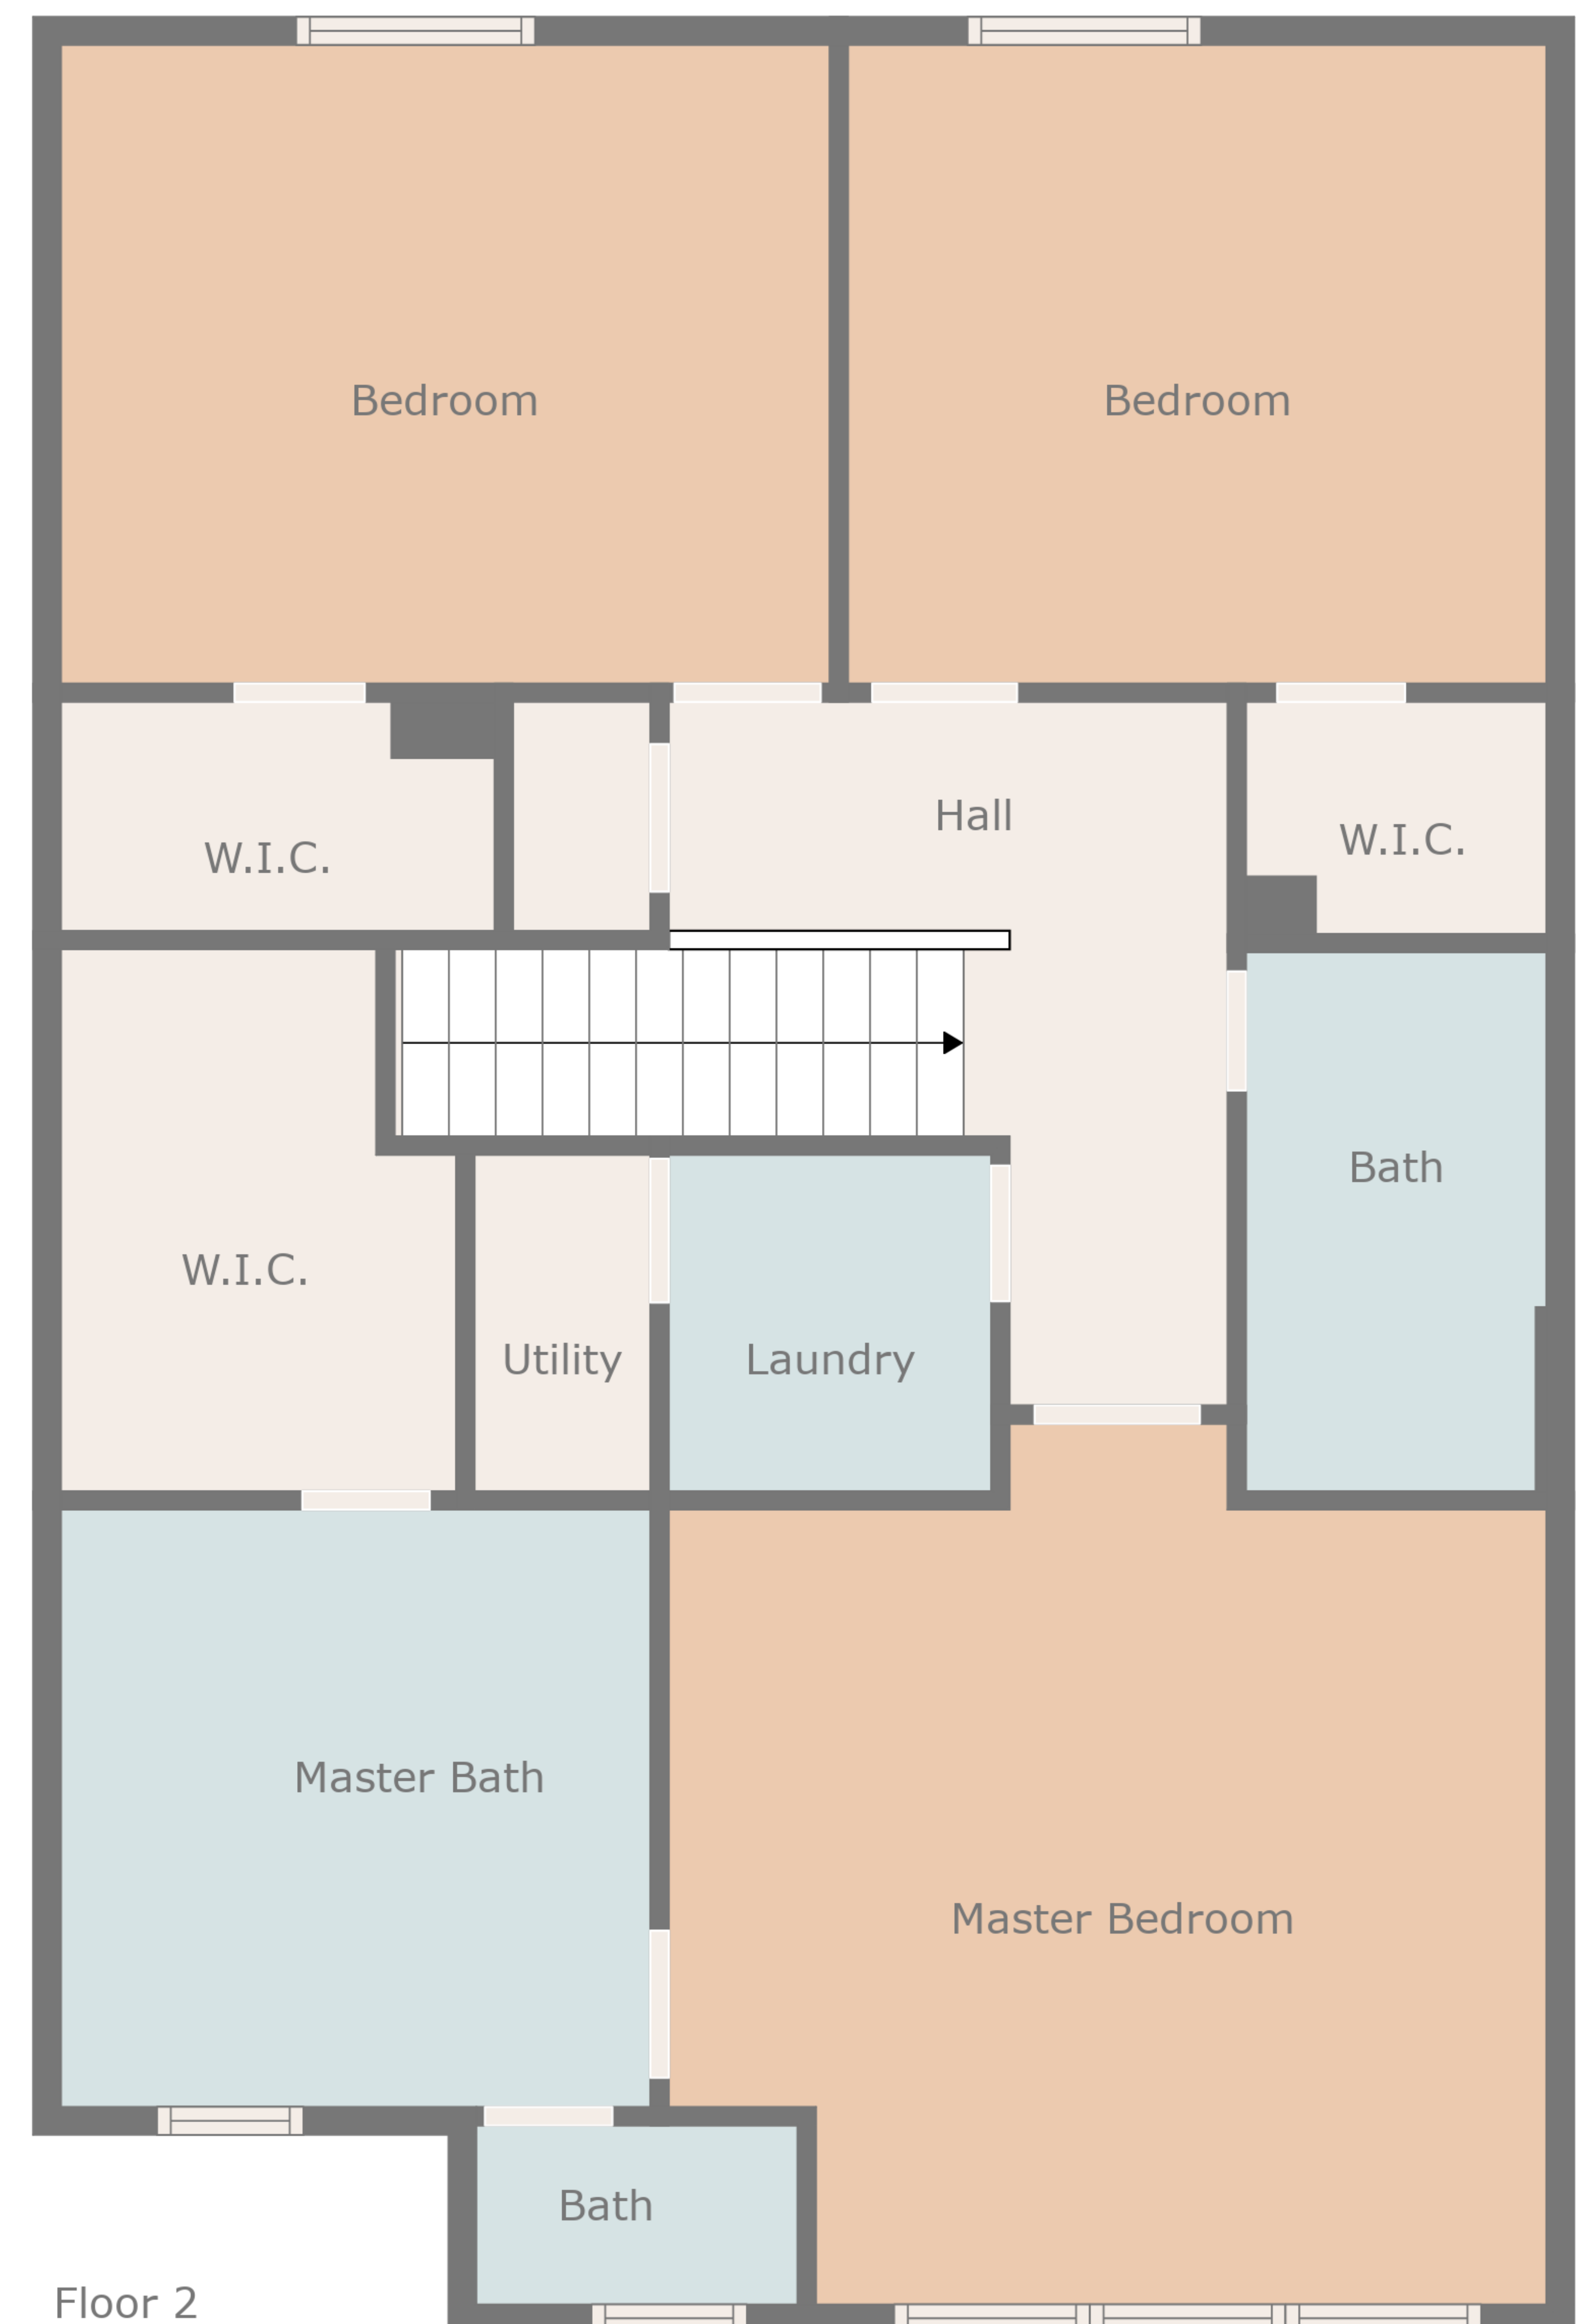 Bedroom
Bedroom
Hall
W.I.C.
W.I.C.
Bath
W.I.C.
Utility
Laundry
Master Bath
Master Bedroom
Bath
Floor 2